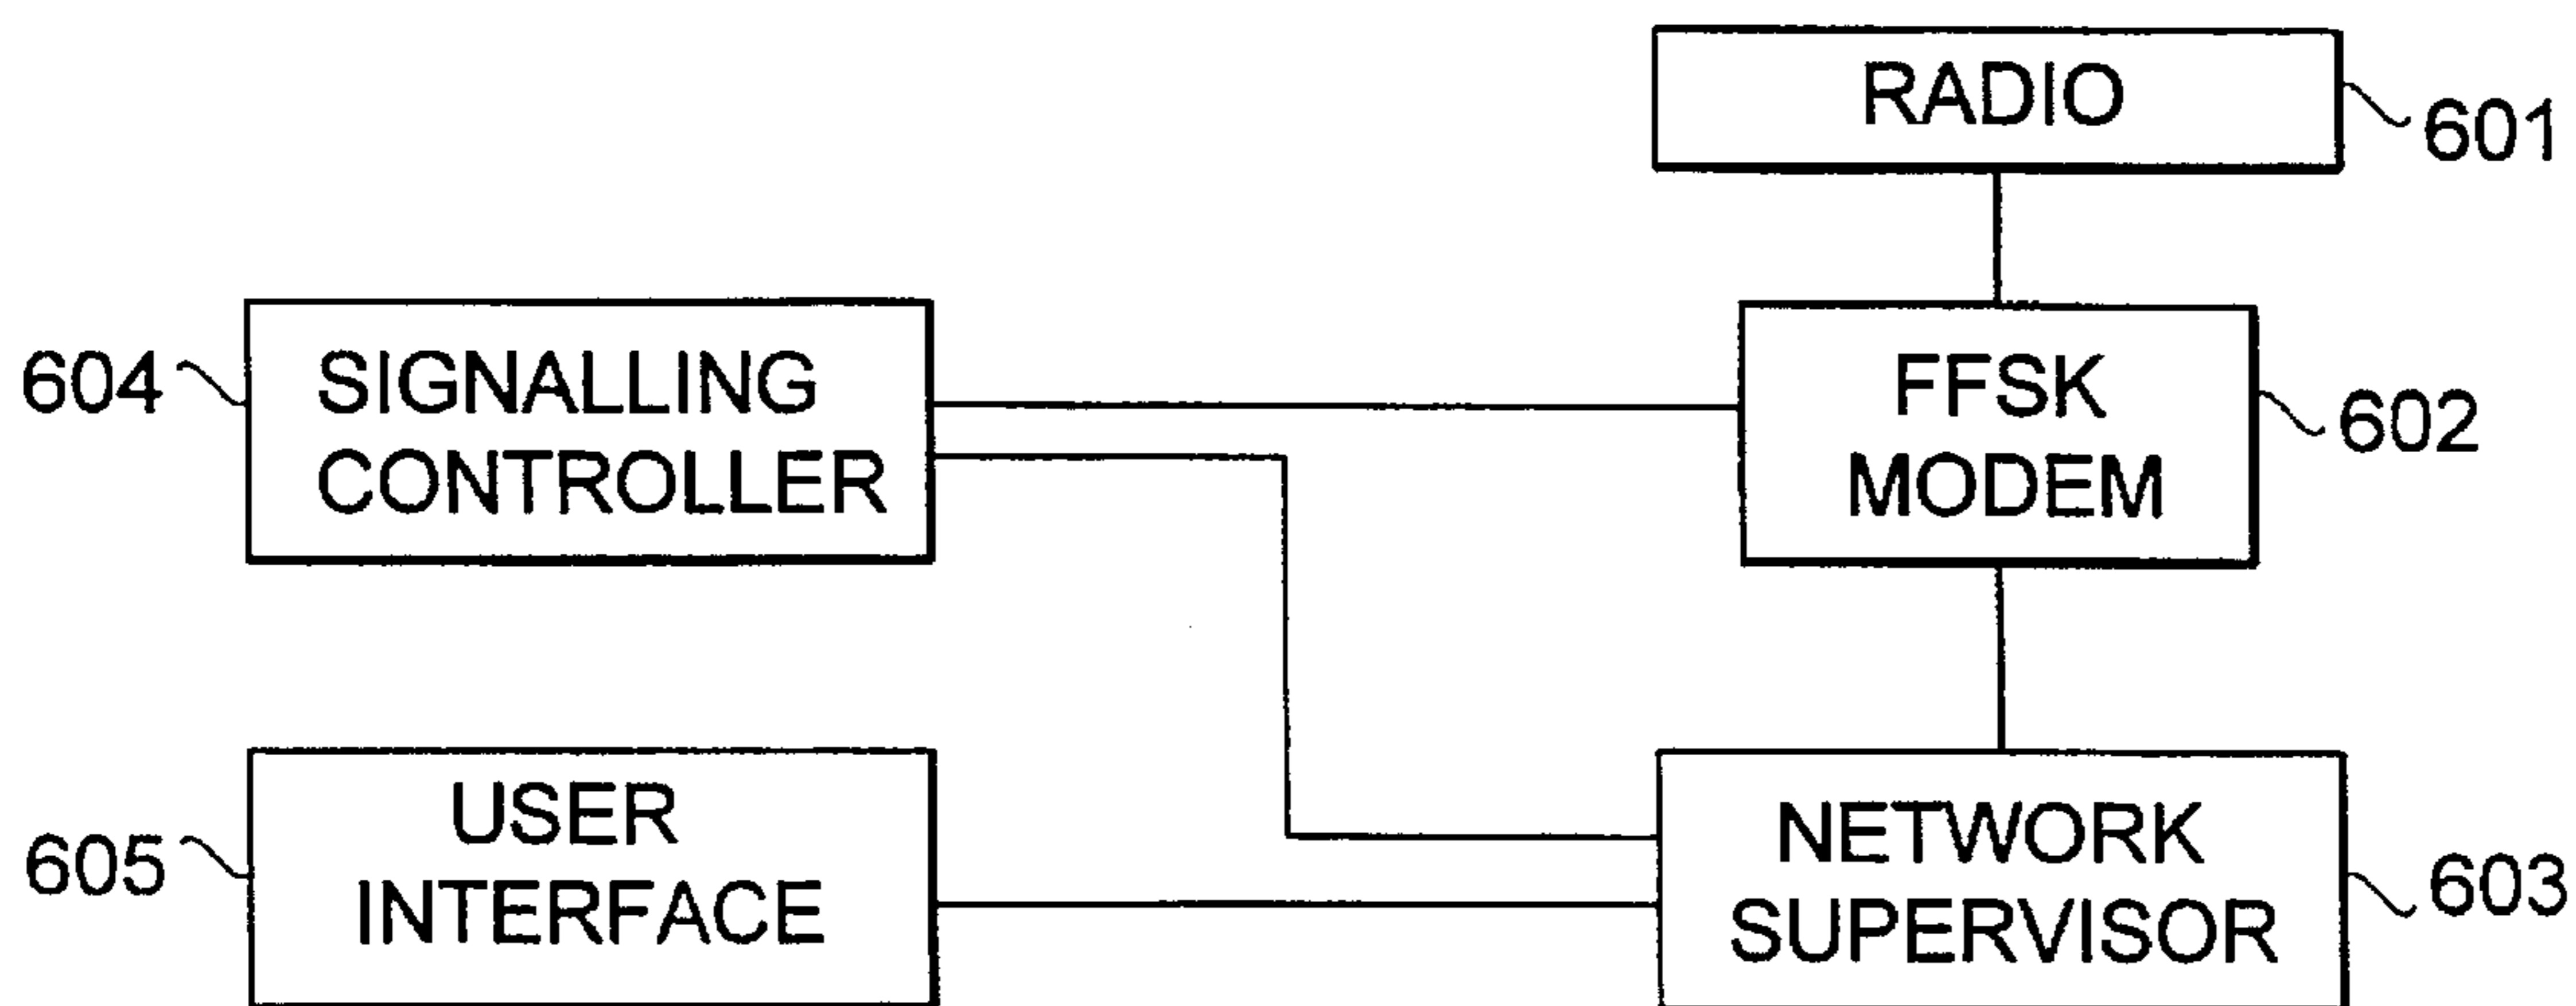 RADIO
601
604
SIGNALLING
CONTROLLER
FFSK
MODEM
602
605
USER
INTERFACE
NETWORK
SUPERVISOR
603